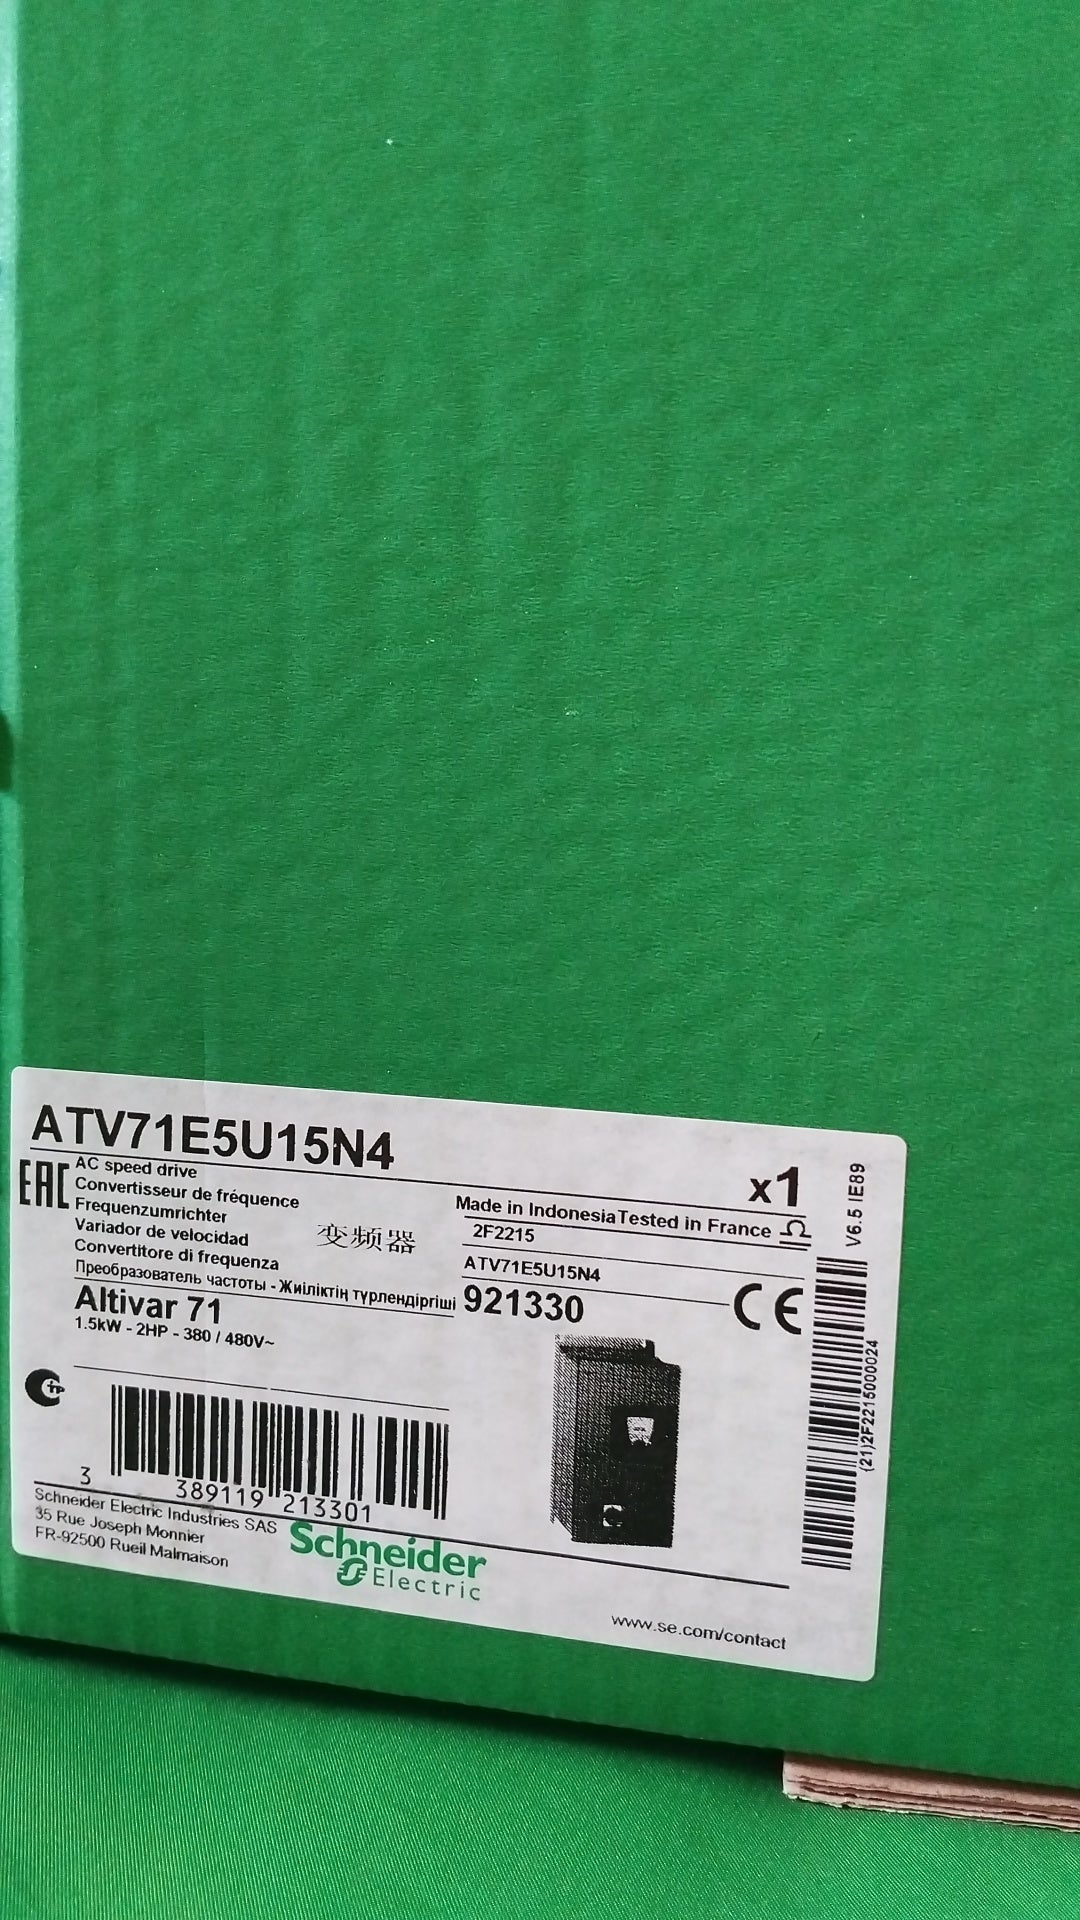 ATV71E5U15N4
EAC
AC speed drive
Convertisseur de fréquence
Frequenzumrichter
Variador de velocidad
Convertitore di frequenza
Преобразователь частоты - Жиіліктің түрлендіргіші
变频器
Altivar 71
1.5kW - 2HP - 380 / 480V~
x1
Made in Indonesia Tested in France
2F2215
ATV71E5U15N4
921330
CE
V6.5 IE89
(21)2F2215000024
3 389119 213301
Schneider Electric Industries SAS
35 Rue Joseph Monnier
FR-92500 Rueil Malmaison
Schneider
Electric
www.se.com/contact